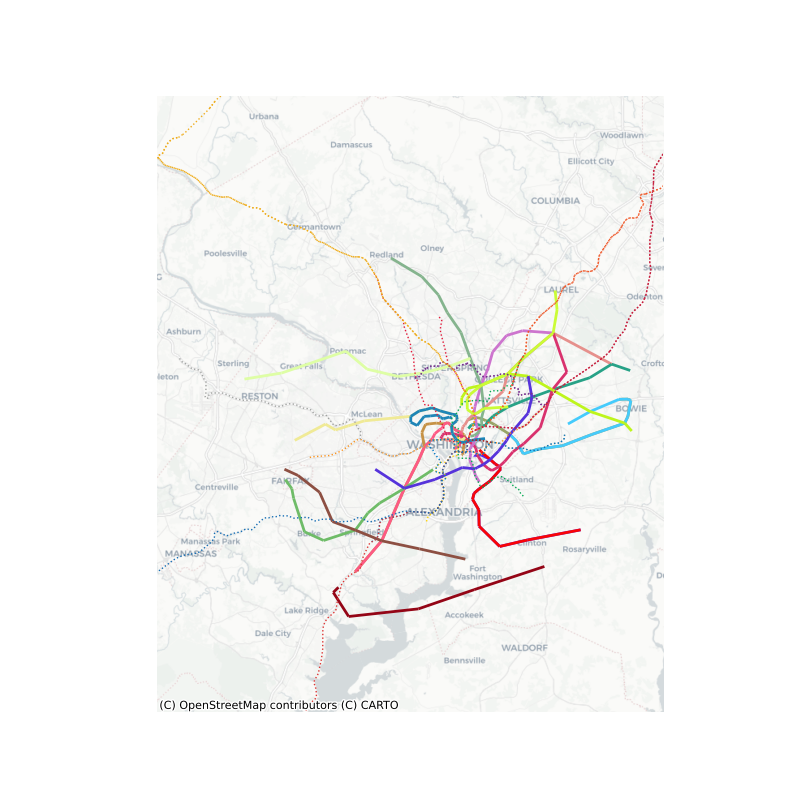 Urbana
Woodlawn
Damascus
Ellicott City
COLUMBIA
Germantown
Olney
Poolesville
Redland
G
LAUREL
Odenton
Ashburn
Sterling
Great Falls
Potomac
BETHESDA
Crofto
RESTON
McLean
BOWIE
WASHINGTON
FAIRFAX
Suitland
Centreville
ALEXANDRIA
Manassas Park
Burke
Springfield
Clinton
Rosaryville
MANASSAS
Fort
Washington
Lake Ridge
Accokeek
Dale City
WALDORF
Bennsville
(C) OpenStreetMap contributors (C) CARTO